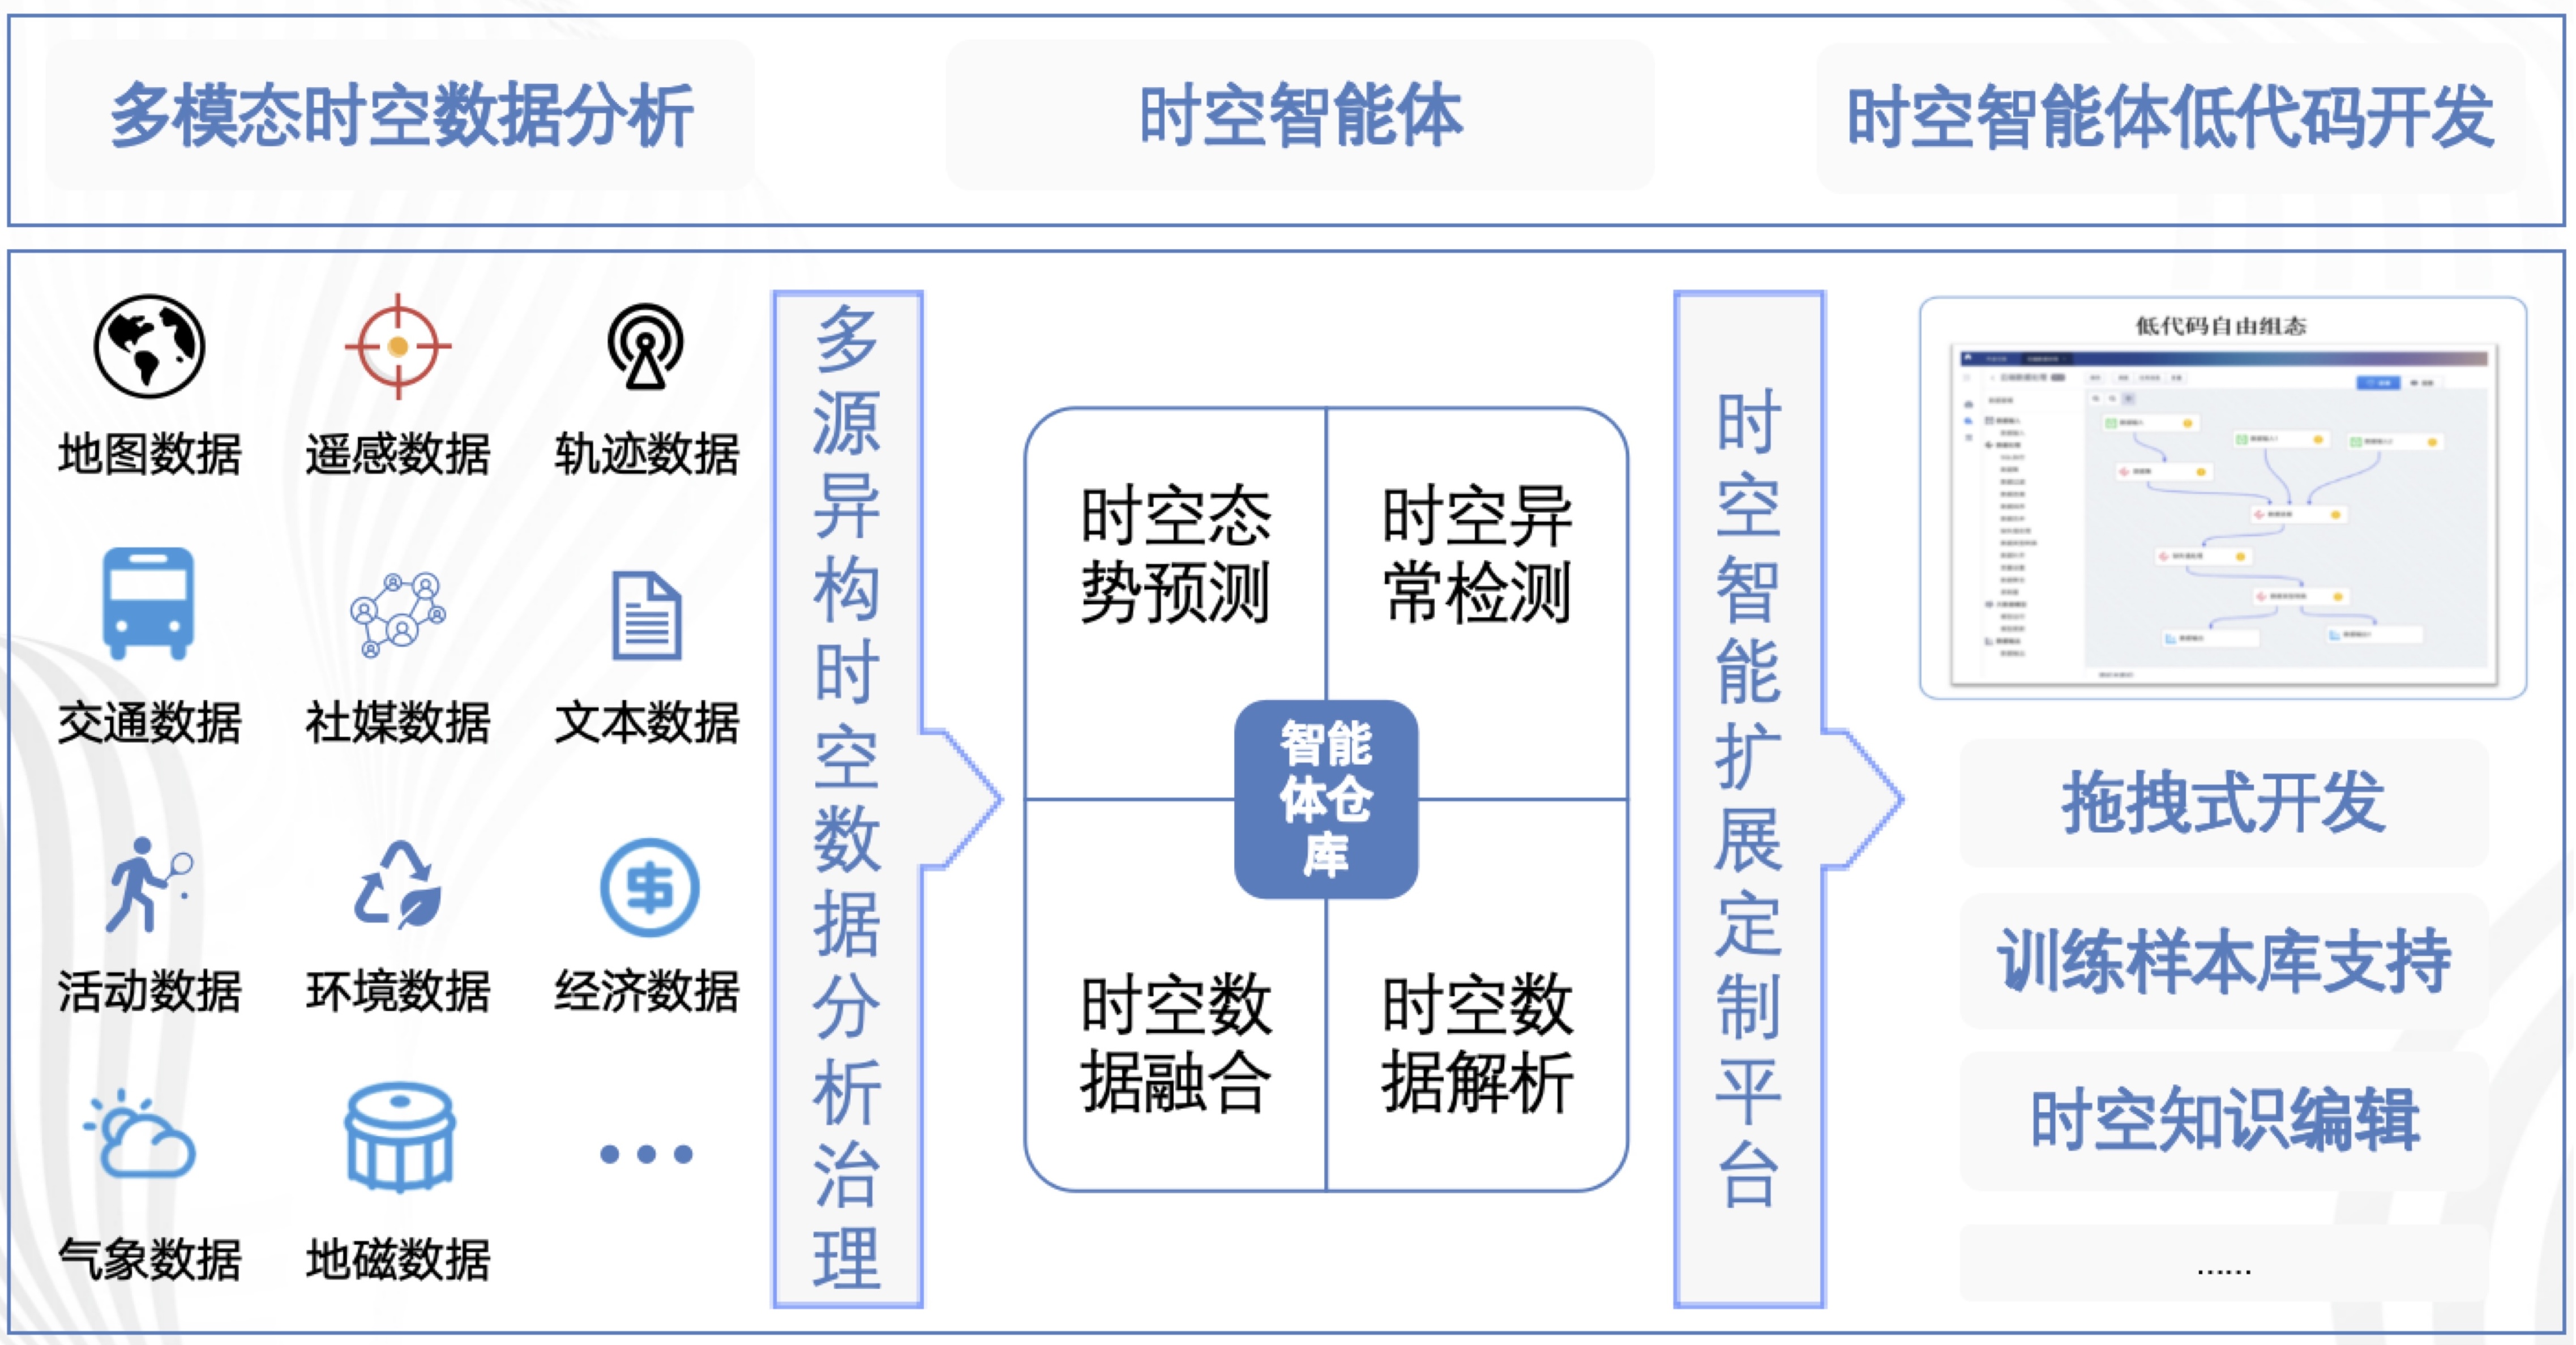 多模态时空数据分析
时空智能体
时空智能体低代码开发
地图数据
遥感数据
轨迹数据
交通数据
社媒数据
文本数据
活动数据
环境数据
经济数据
气象数据
地磁数据
多源异构时空数据分析治理
时空态
势预测
时空异
常检测
智能
体仓
库
时空数
据融合
时空数
据解析
时空智能扩展定制平台
低代码自由组态
拖拽式开发
训练样本库支持
时空知识编辑
……